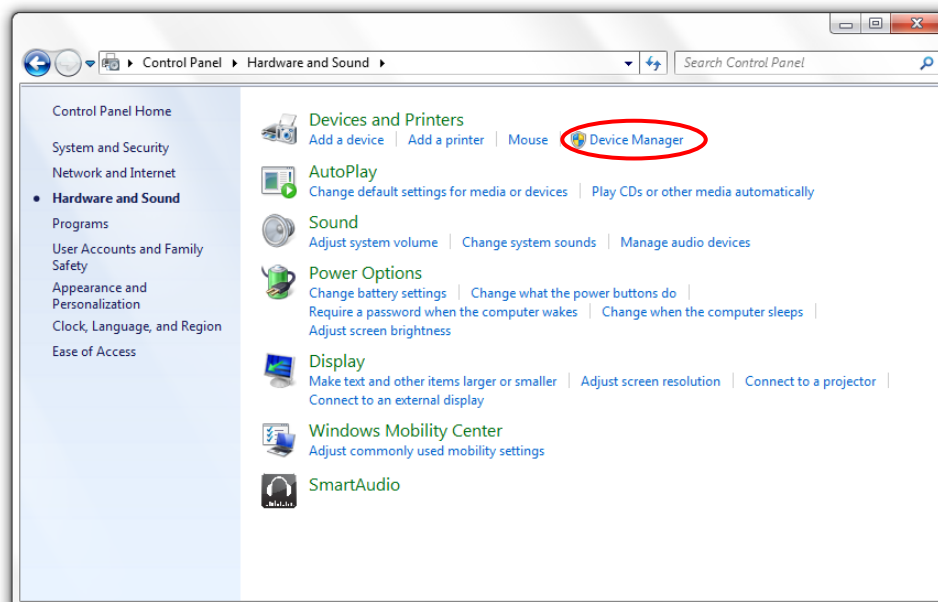 Control Panel Hardware and Sound Search Control Panel
Control Panel Home
System and Security
Network and Internet
Hardware and Sound
Programs
User Accounts and Family
Safety
Appearance and
Personalization
Clock, Language, and Region
Ease of Access
Devices and Printers
Add a device Add a printer Mouse Device Manager
AutoPlay
Change default settings for media or devices Play CDs or other media automatically
Sound
Adjust system volume Change system sounds Manage audio devices
Power Options
Change battery settings Change what the power buttons do
Require a password when the computer wakes Change when the computer sleeps
Adjust screen brightness
Display
Make text and other items larger or smaller Adjust screen resolution Connect to a projector
Connect to an external display
Windows Mobility Center
Adjust commonly used mobility settings
SmartAudio